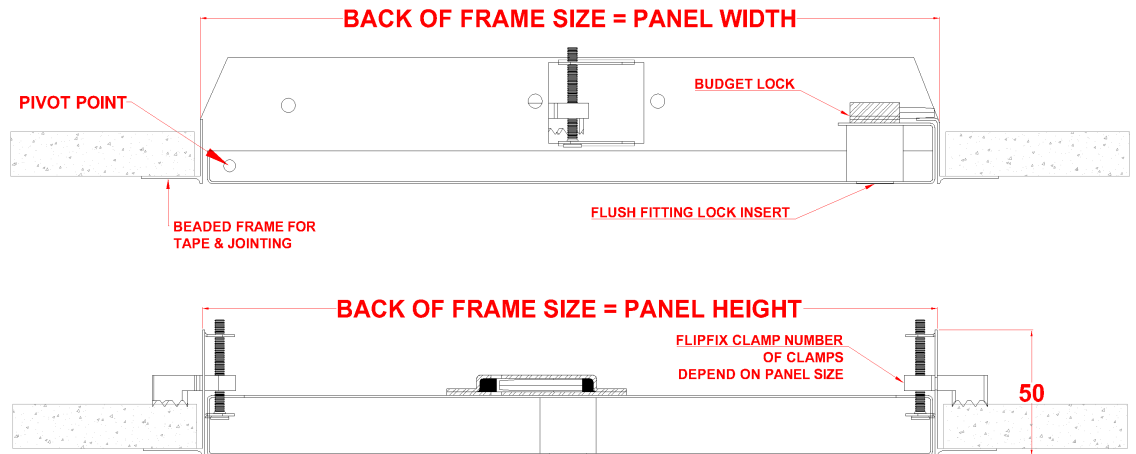 BACK OF FRAME SIZE = PANEL WIDTH
BUDGET LOCK
PIVOT POINT
FLUSH FITTING LOCK INSERT
BEADED FRAME FOR
TAPE & JOINTING
BACK OF FRAME SIZE = PANEL HEIGHT
FLIPFIX CLAMP NUMBER
OF CLAMPS
DEPEND ON PANEL SIZE
50